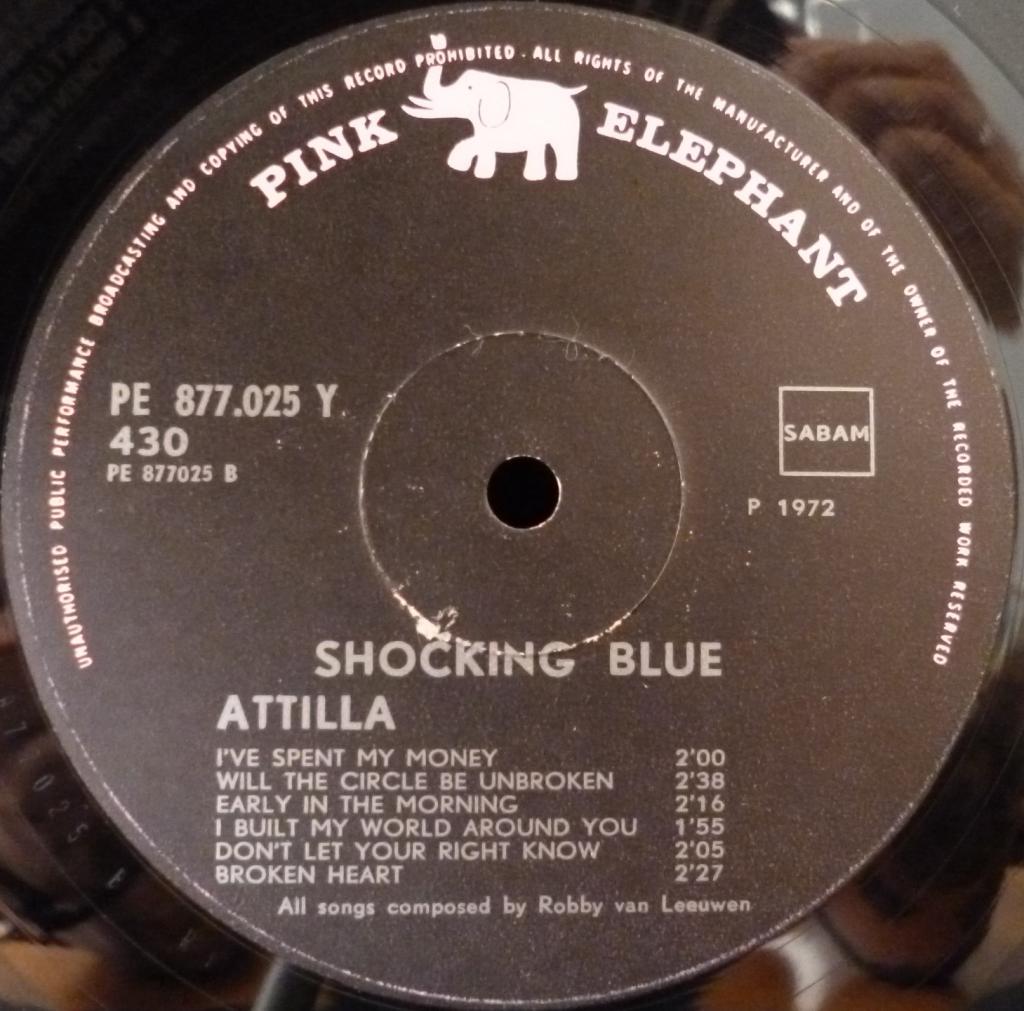 UNAUTHORISED PUBLIC PERFORMANCE BROADCASTING AND COPYING OF THIS RECORD PROHIBITED - ALL RIGHTS OF THE MANUFACTURER AND OF THE OWNER OF THE RECORDED WORK RESERVED
PINK ELEPHANT
PE 877.025 Y
430
PE 877025 B
SABAM
P 1972
SHOCKING BLUE
ATTILLA
I'VE SPENT MY MONEY 2'00
WILL THE CIRCLE BE UNBROKEN 2'38
EARLY IN THE MORNING 2'16
I BUILT MY WORLD AROUND YOU 1'55
DON'T LET YOUR RIGHT KNOW 2'05
BROKEN HEART 2'27
All songs composed by Robby van Leeuwen